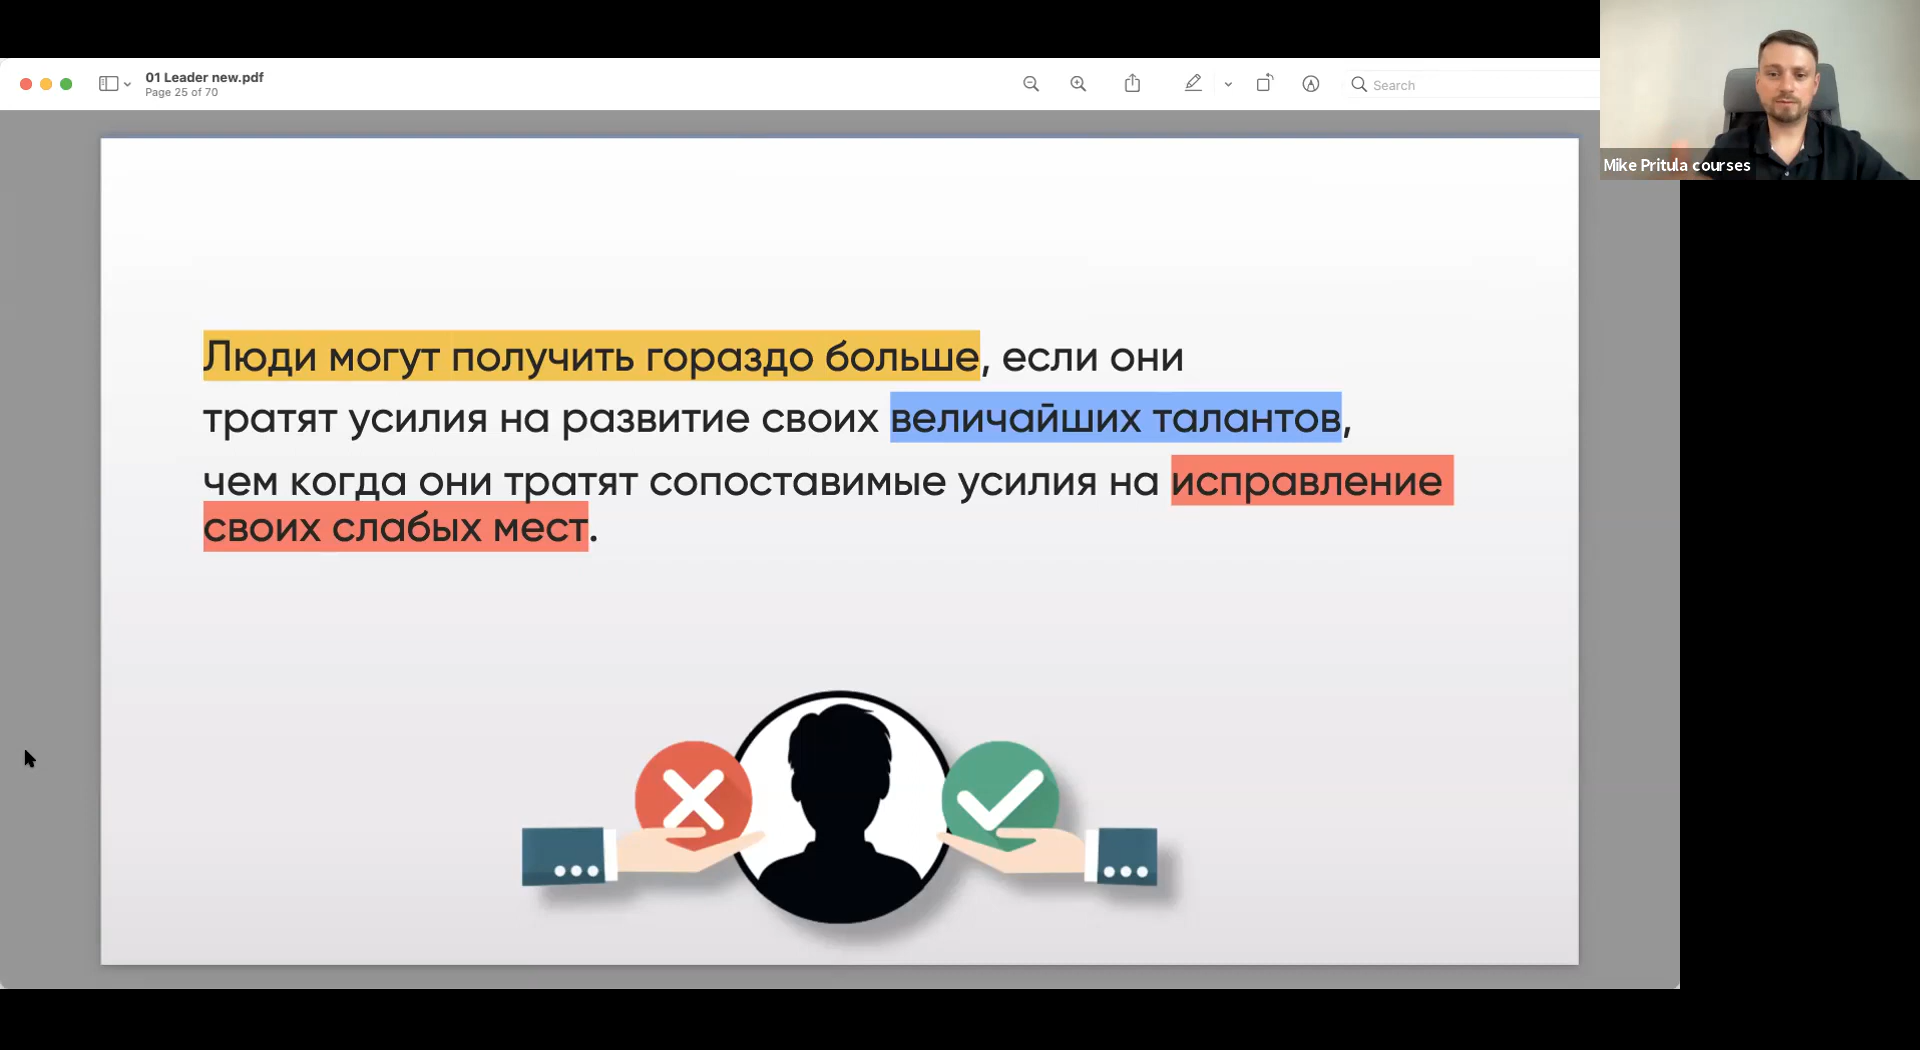 01 Leader new.pdf
Page 25 of 70
Search
Mike Pritula courses
Люди могут получить гораздо больше, если они
тратят усилия на развитие своих величайших талантов,
чем когда они тратят сопоставимые усилия на исправление
своих слабых мест.